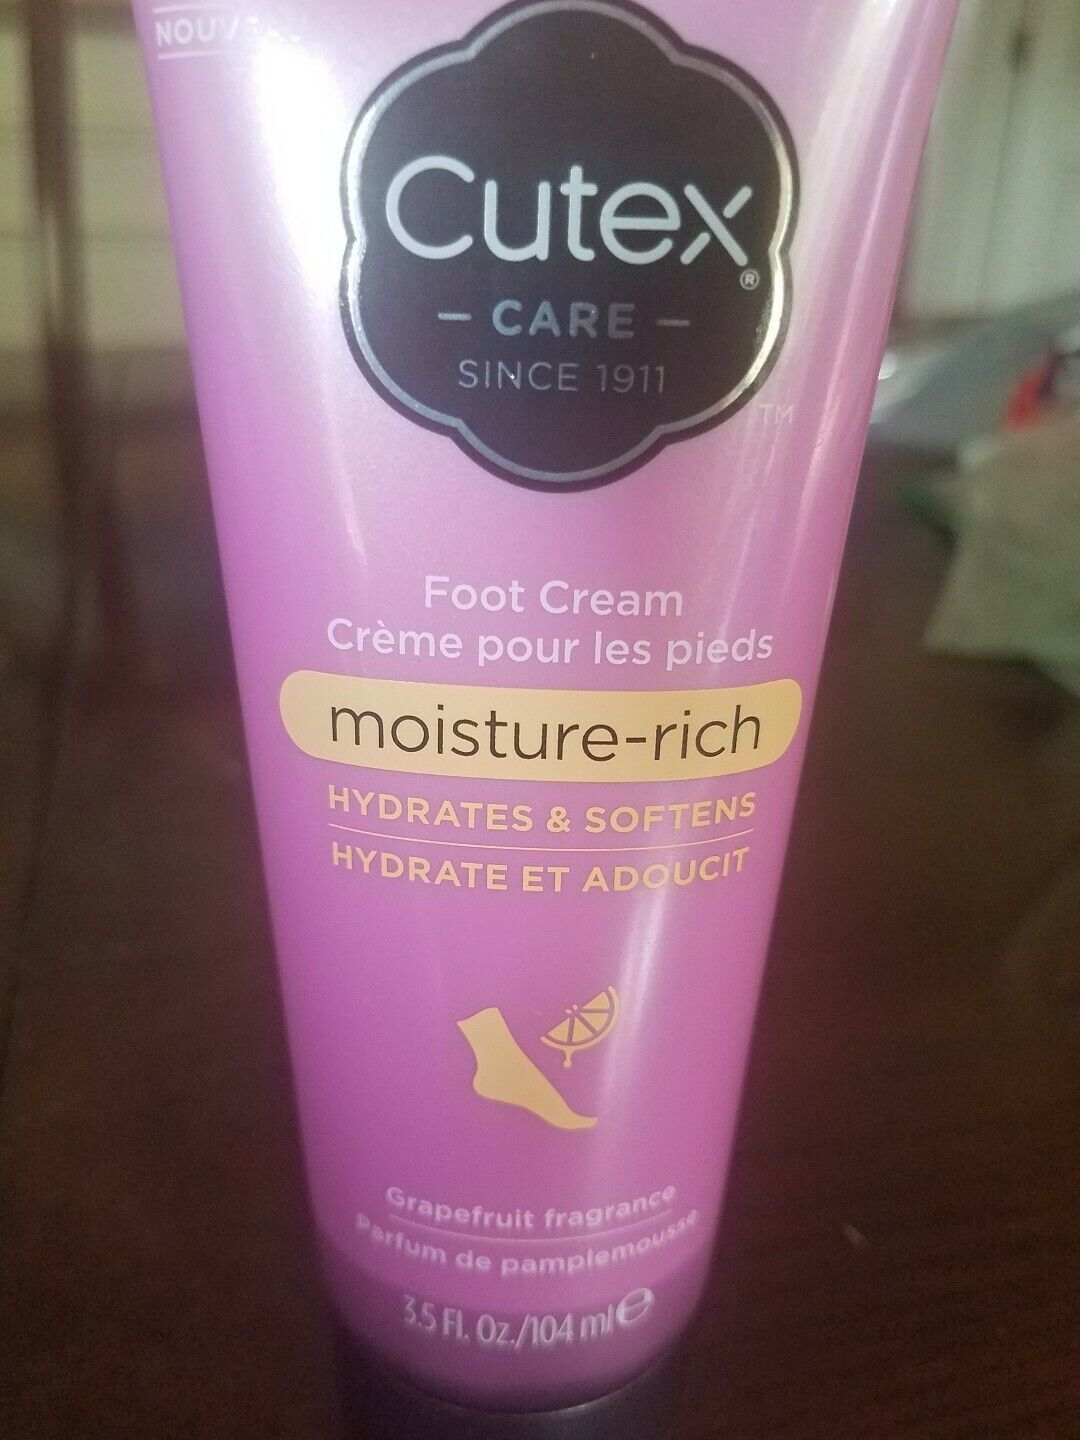 Cutex®
– CARE –
SINCE 1911
™
Foot Cream
Crème pour les pieds
moisture-rich
HYDRATES & SOFTENS
HYDRATE ET ADOUCIT
Grapefruit fragrance
Parfum de pamplemousse
3.5 Fl. Oz./104 ml ℮